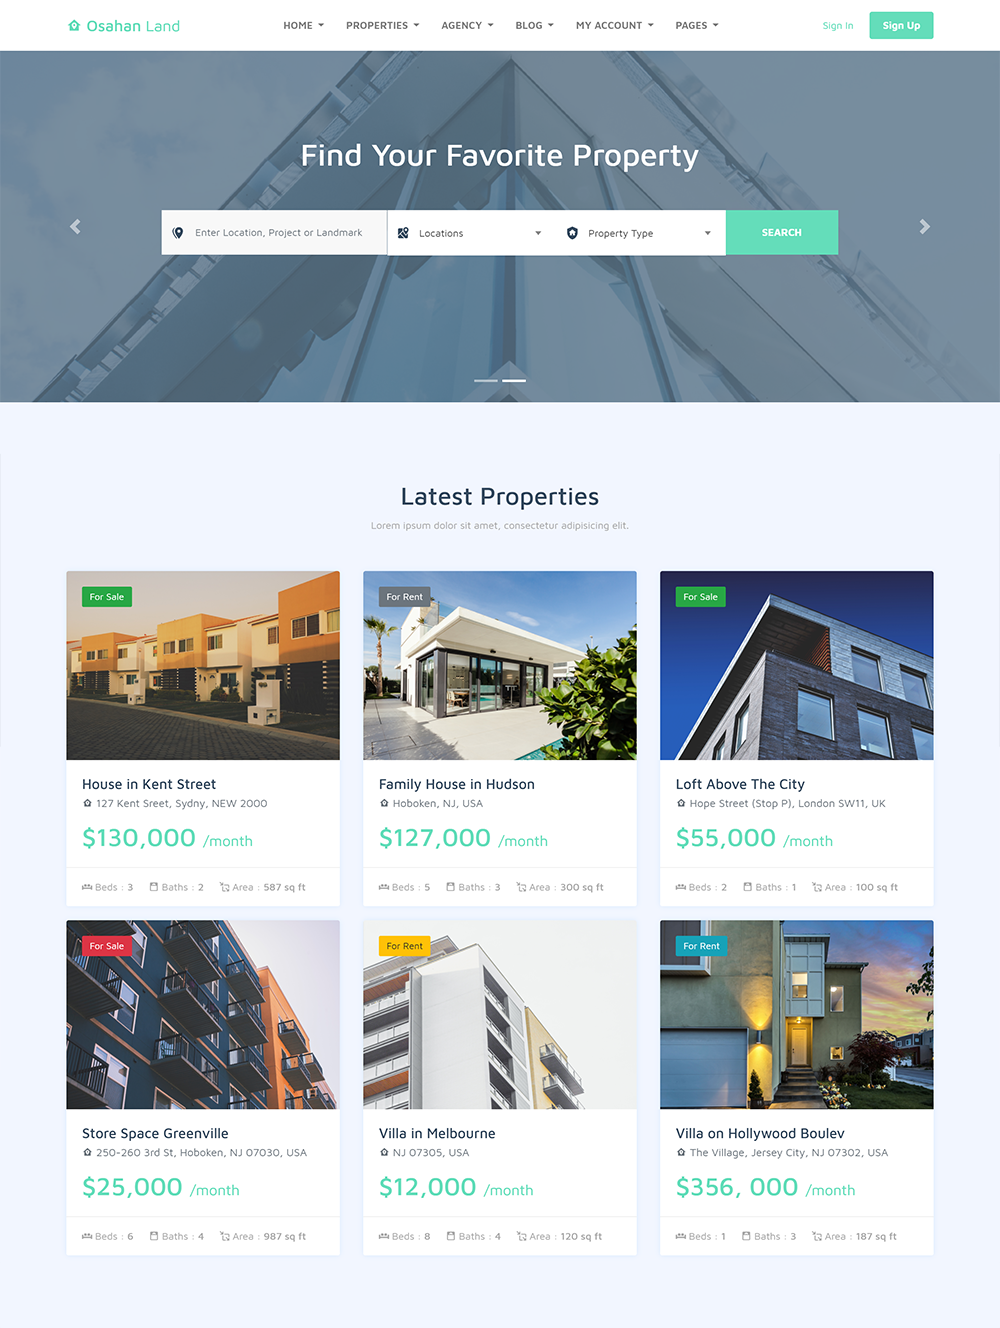 Osahan Land
HOME PROPERTIES AGENCY BLOG MY ACCOUNT PAGES
Sign In Sign Up
Find Your Favorite Property
Enter Location, Project or Landmark Locations Property Type SEARCH
Latest Properties
Lorem ipsum dolor sit amet, consectetur adipisicing elit.
For Sale
House in Kent Street
127 Kent Sreet, Sydny, NEW 2000
$130,000 /month
Beds : 3 Baths : 2 Area : 587 sq ft
For Rent
Family House in Hudson
Hoboken, NJ, USA
$127,000 /month
Beds : 5 Baths : 3 Area : 300 sq ft
For Sale
Loft Above The City
Hope Street (Stop P), London SW11, UK
$55,000 /month
Beds : 2 Baths : 1 Area : 100 sq ft
For Sale
Store Space Greenville
250-260 3rd St, Hoboken, NJ 07030, USA
$25,000 /month
Beds : 6 Baths : 4 Area : 987 sq ft
For Rent
Villa in Melbourne
NJ 07305, USA
$12,000 /month
Beds : 8 Baths : 4 Area : 120 sq ft
For Rent
Villa on Hollywood Boulev
The Village, Jersey City, NJ 07302, USA
$356, 000 /month
Beds : 1 Baths : 3 Area : 187 sq ft